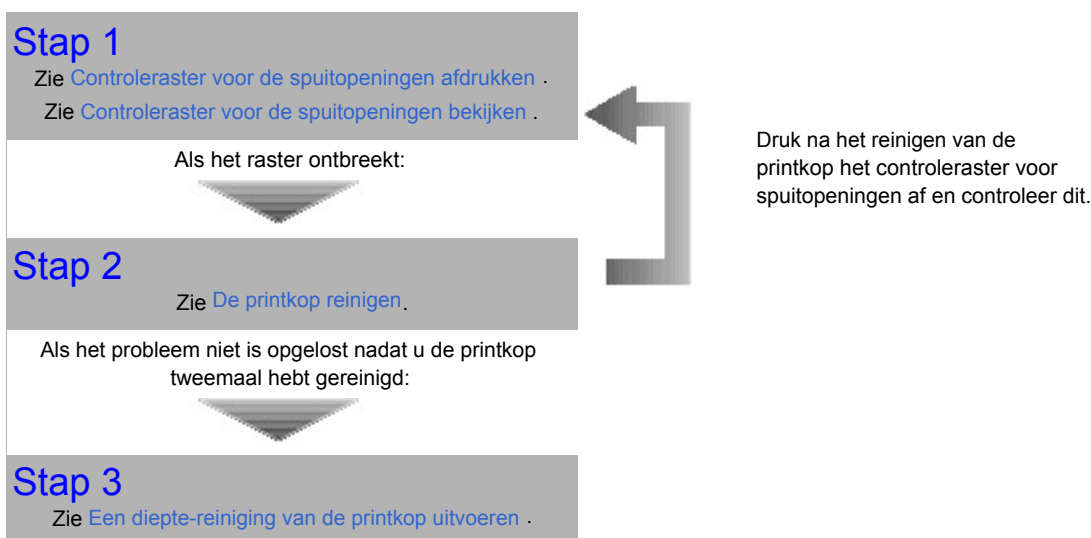 Stap 1
Zie Controleraster voor de spuitopeningen afdrukken .
Zie Controleraster voor de spuitopeningen bekijken .
Als het raster ontbreekt:
Stap 2
Zie De printkop reinigen.
Als het probleem niet is opgelost nadat u de printkop
tweemaal hebt gereinigd:
Stap 3
Zie Een diepte-reiniging van de printkop uitvoeren .
Druk na het reinigen van de
printkop het controleraster voor
spuitopeningen af en controleer dit.